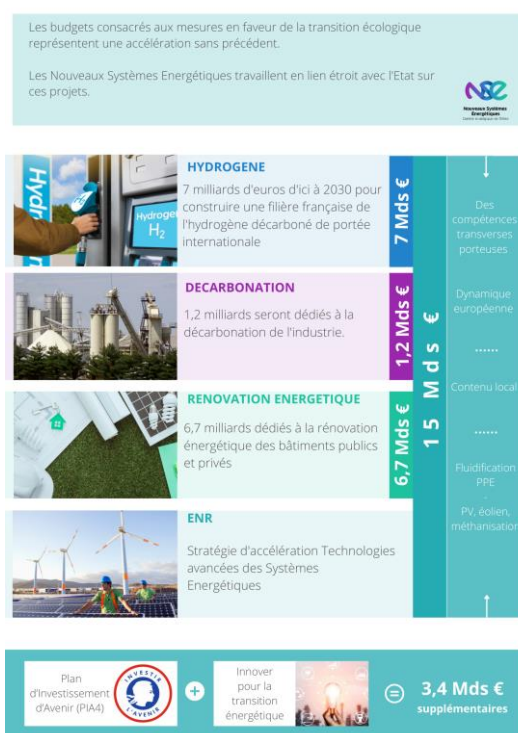 Les budgets consacrés aux mesures en faveur de la transition écologique
représentent une accélération sans précédent.
Les Nouveaux Systèmes Energétiques travaillent en lien étroit avec l'Etat sur
ces projets.
NSE
Nouveaux Systèmes
Énergétiques
HYDROGENE
7 milliards d'euros d'ici à 2030 pour
construire une filière française de
l'hydrogène décarboné de portée
internationale
7 Mds €
Hydrogen
H2
DECARBONATION
1,2 milliards seront dédiés à la
décarbonation de l'industrie.
1,2 Mds €
RENOVATION ENERGETIQUE
6,7 milliards dédiés à la rénovation
énergétique des bâtiments publics
et privés
6,7 Mds €
ENR
Stratégie d'accélération Technologies
avancées des Systèmes
Energétiques
15 Mds €
Des
compétences
transverses
porteuses
Dynamique
européenne
......
Contenu local
......
Fluidification
PPE
.
PV, éolien,
méthanisation
Plan
d'Investissement
d'Avenir (PIA4)
INVESTIR
L'AVENIR
+
Innover
pour la
transition
énergétique
=
3,4 Mds €
supplémentaires